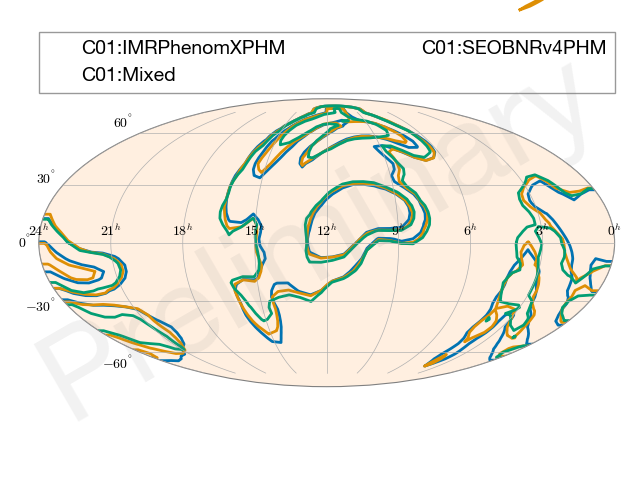 C01:IMRPhenomXPHM C01:SEOBNRv4PHM
C01:Mixed
60°
30°
0° 24h 21h 18h 15h 12h 9h 6h 3h 0h
−30°
−60°
Preliminary